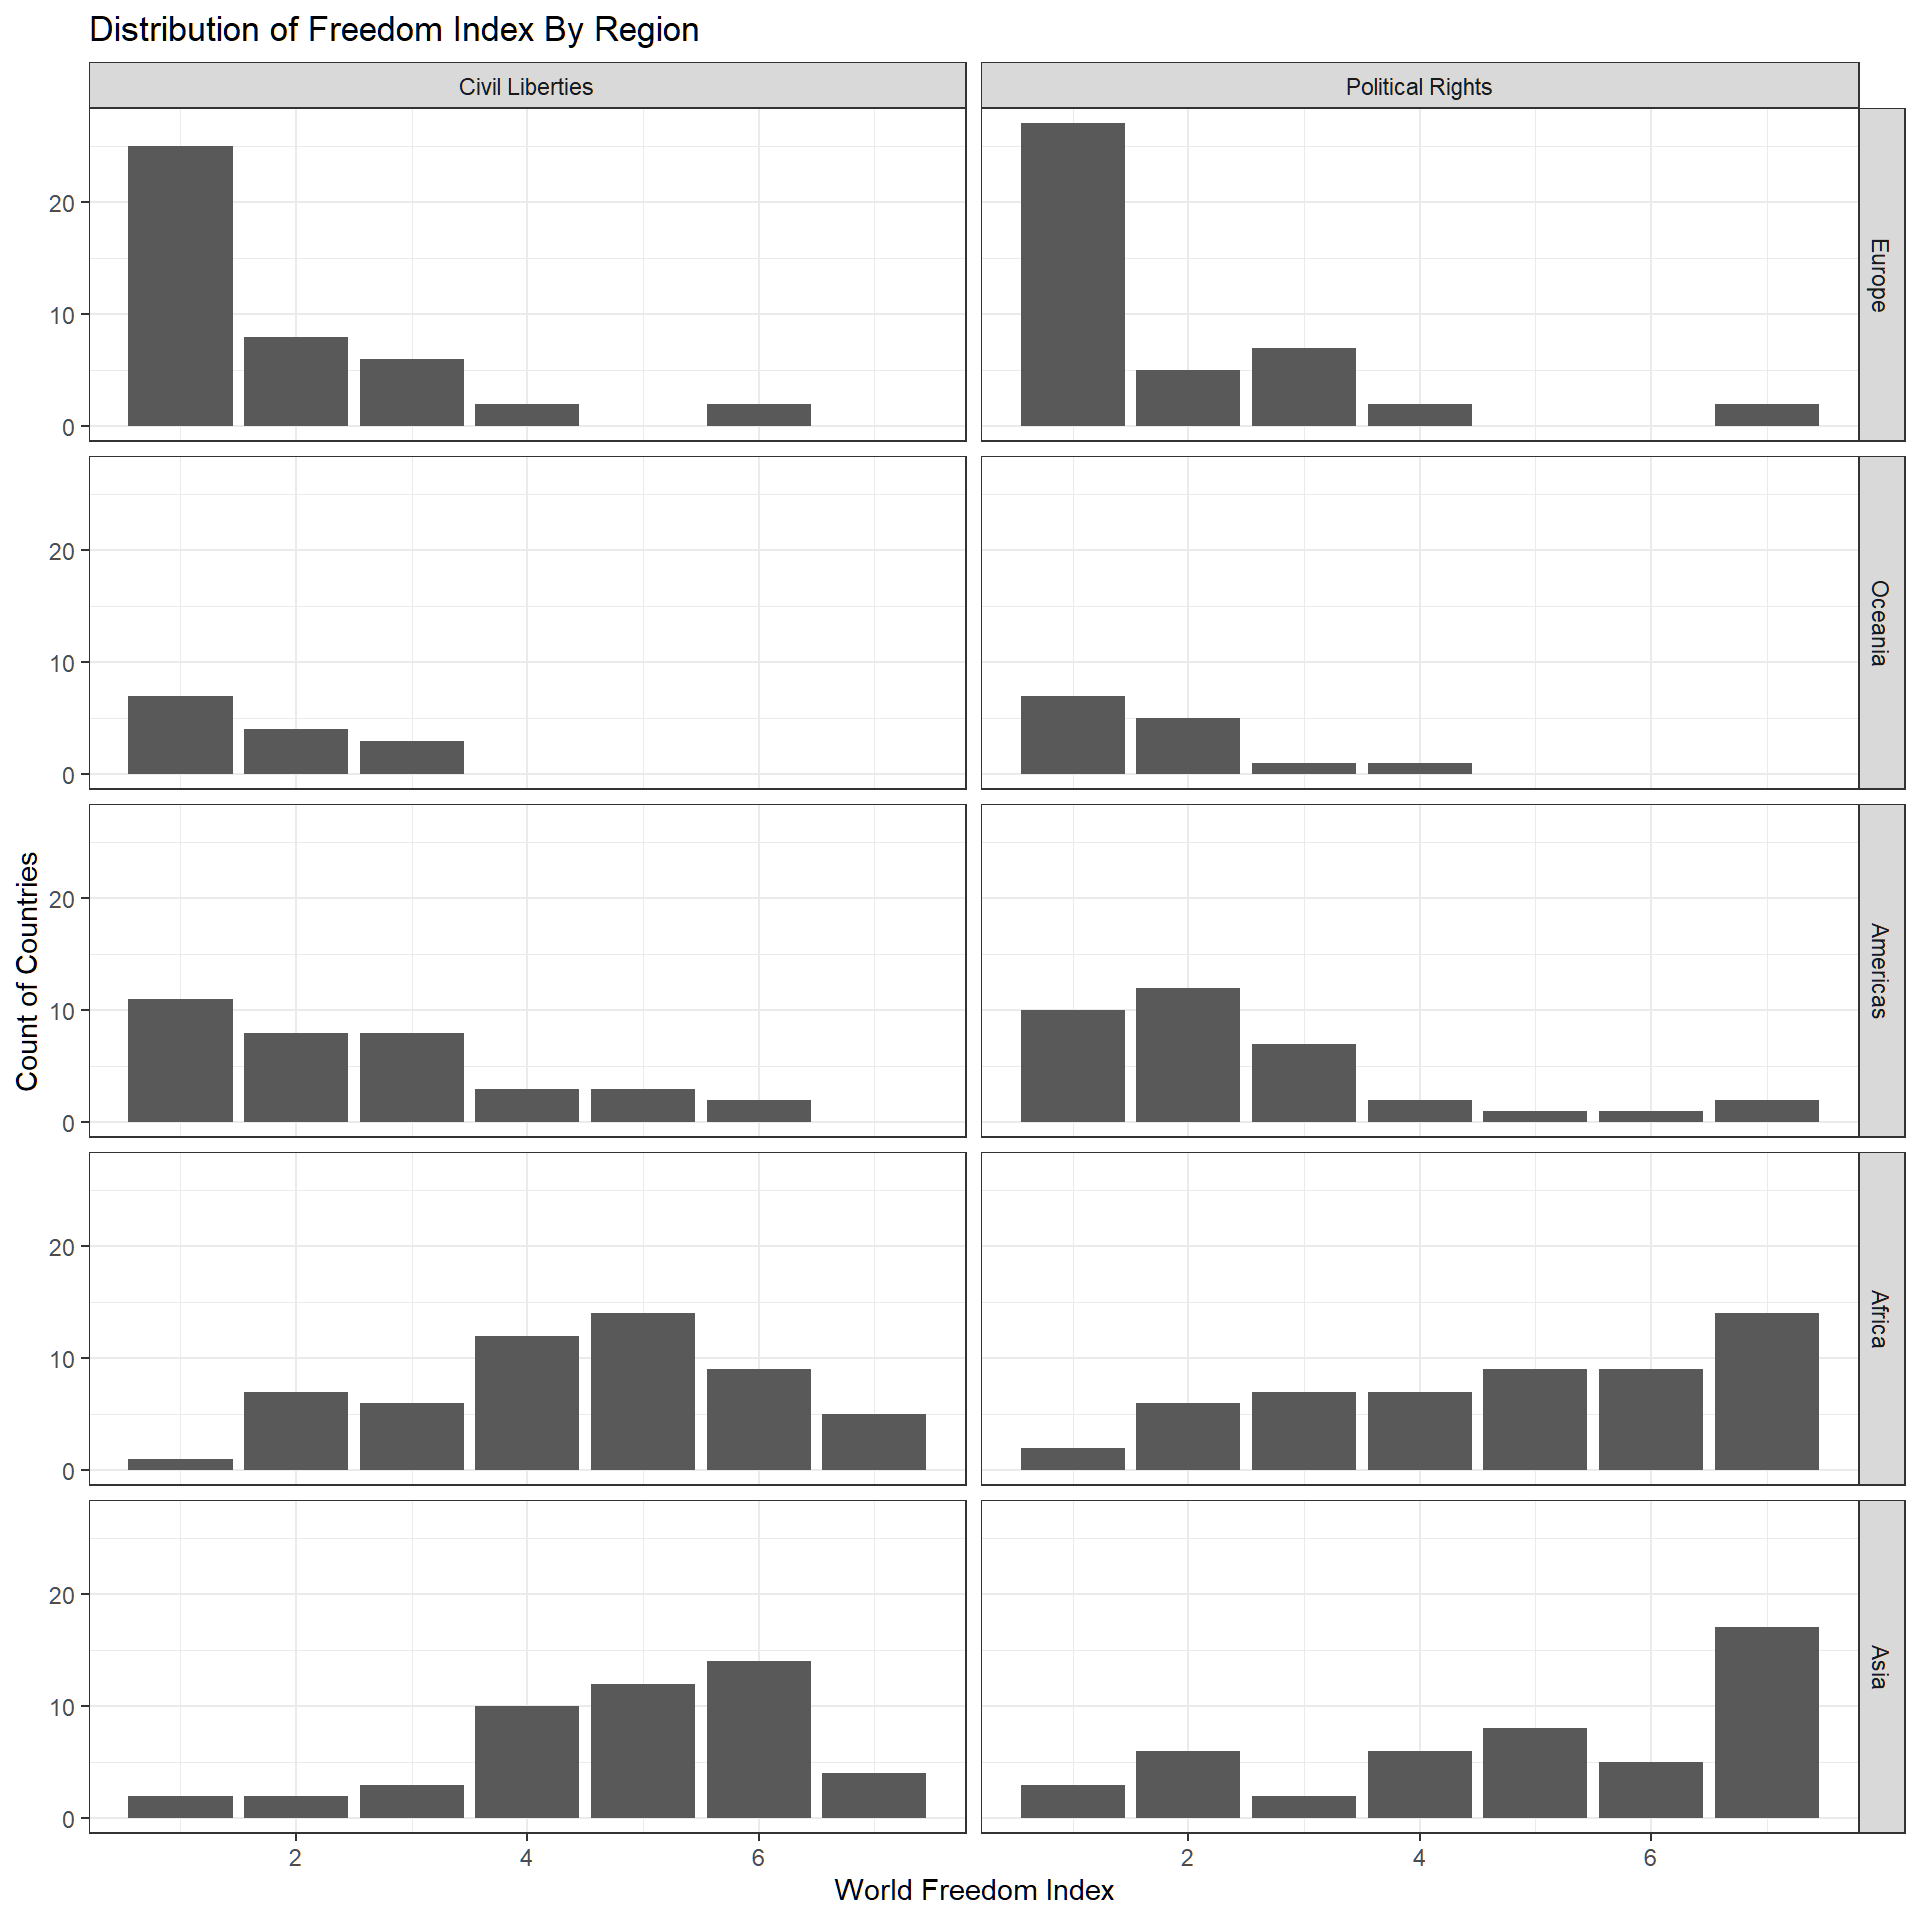 Distribution of Freedom Index By Region
Civil Liberties
Political Rights
20
10
0
Europe
20
10
0
Oceania
Count of Countries
20
10
0
Americas
20
10
0
Africa
20
10
0
Asia
2
4
6
2
4
6
World Freedom Index